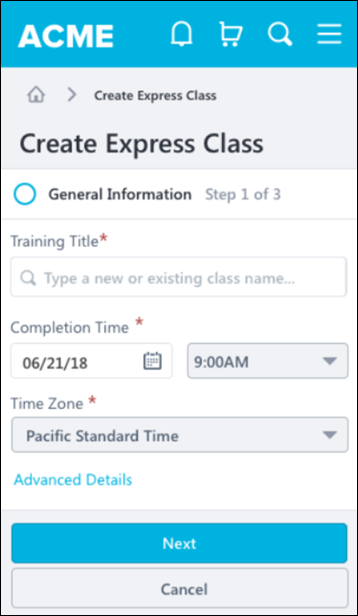 ACME
Create Express Class
Create Express Class
General Information Step 1 of 3
Training Title*
Type a new or existing class name...
Completion Time *
06/21/18 9:00AM
Time Zone *
Pacific Standard Time
Advanced Details
Next
Cancel